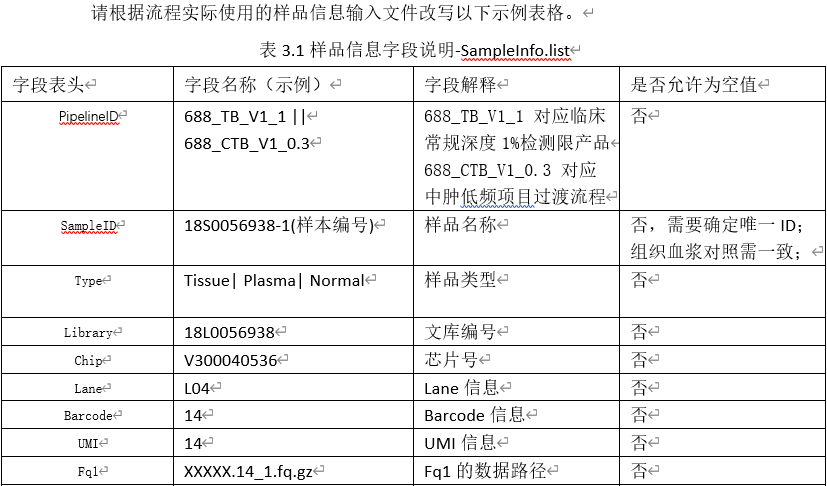 请根据流程实际使用的样品信息输入文件改写以下示例表格。
表 3.1 样品信息字段说明-SampleInfo.list
字段表头 字段名称（示例） 字段解释 是否允许为空值
PipelineID 688_TB_V1_1 || 688_TB_V1_1 对应临床 否
688_CTB_V1_0.3 常规深度 1%检测限产品
688_CTB_V1_0.3 对应
中肿低频项目过渡流程
SampleID 18S0056938-1(样本编号) 样品名称 否，需要确定唯一 ID；
组织血浆对照需一致；
Type Tissue| Plasma| Normal 样品类型 否
Library 18L0056938 文库编号 否
Chip V300040536 芯片号 否
Lane L04 Lane 信息 否
Barcode 14 Barcode 信息 否
UMI 14 UMI 信息 否
Fq1 XXXXX.14_1.fq.gz Fq1 的数据路径 否